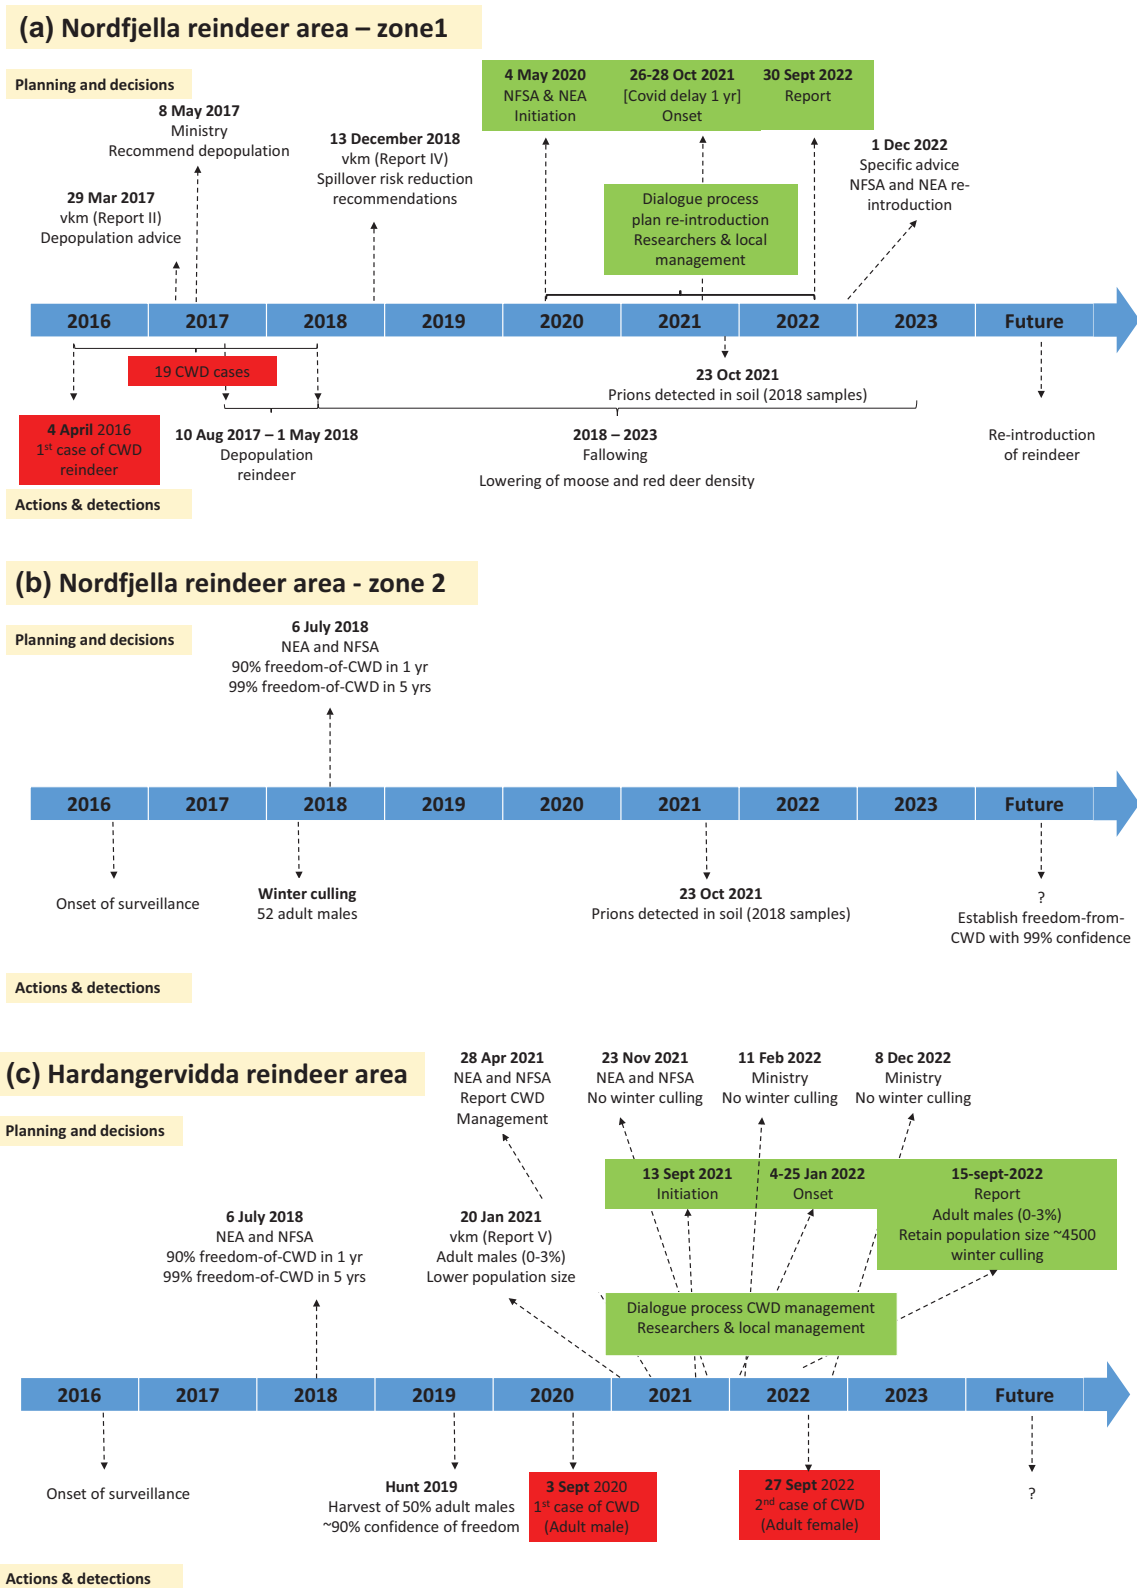 (a) Nordfjella reindeer area – zone1
Planning and decisions
8 May 2017
Ministry
Recommend depopulation
29 Mar 2017
vkm (Report II)
Depopulation advice
13 December 2018
vkm (Report IV)
Spillover risk reduction
recommendations
4 May 2020
NFSA & NEA
Initiation
26-28 Oct 2021
[Covid delay 1 yr]
Onset
30 Sept 2022
Report
Dialogue process
plan re-introduction
Researchers & local
management
1 Dec 2022
Specific advice
NFSA and NEA re-
introduction
2016 2017 2018 2019 2020 2021 2022 2023 Future
19 CWD cases
4 April 2016
1st case of CWD
reindeer
10 Aug 2017 – 1 May 2018
Depopulation
reindeer
2018 – 2023
Fallowing
Lowering of moose and red deer density
23 Oct 2021
Prions detected in soil (2018 samples)
Re-introduction
of reindeer
Actions & detections
(b) Nordfjella reindeer area - zone 2
Planning and decisions
6 July 2018
NEA and NFSA
90% freedom-of-CWD in 1 yr
99% freedom-of-CWD in 5 yrs
2016 2017 2018 2019 2020 2021 2022 2023 Future
Onset of surveillance
Winter culling
52 adult males
23 Oct 2021
Prions detected in soil (2018 samples)
?
Establish freedom-from-
CWD with 99% confidence
Actions & detections
(c) Hardangervidda reindeer area
Planning and decisions
28 Apr 2021
NEA and NFSA
Report CWD
Management
23 Nov 2021
NEA and NFSA
No winter culling
11 Feb 2022
Ministry
No winter culling
8 Dec 2022
Ministry
No winter culling
13 Sept 2021
Initiation
4-25 Jan 2022
Onset
15-sept-2022
Report
Adult males (0-3%)
Retain population size ~4500
winter culling
6 July 2018
NEA and NFSA
90% freedom-of-CWD in 1 yr
99% freedom-of-CWD in 5 yrs
20 Jan 2021
vkm (Report V)
Adult males (0-3%)
Lower population size
Dialogue process CWD management
Researchers & local management
2016 2017 2018 2019 2020 2021 2022 2023 Future
Onset of surveillance
Hunt 2019
Harvest of 50% adult males
~90% confidence of freedom
3 Sept 2020
1st case of CWD
(Adult male)
27 Sept 2022
2nd case of CWD
(Adult female)
?
Actions & detections